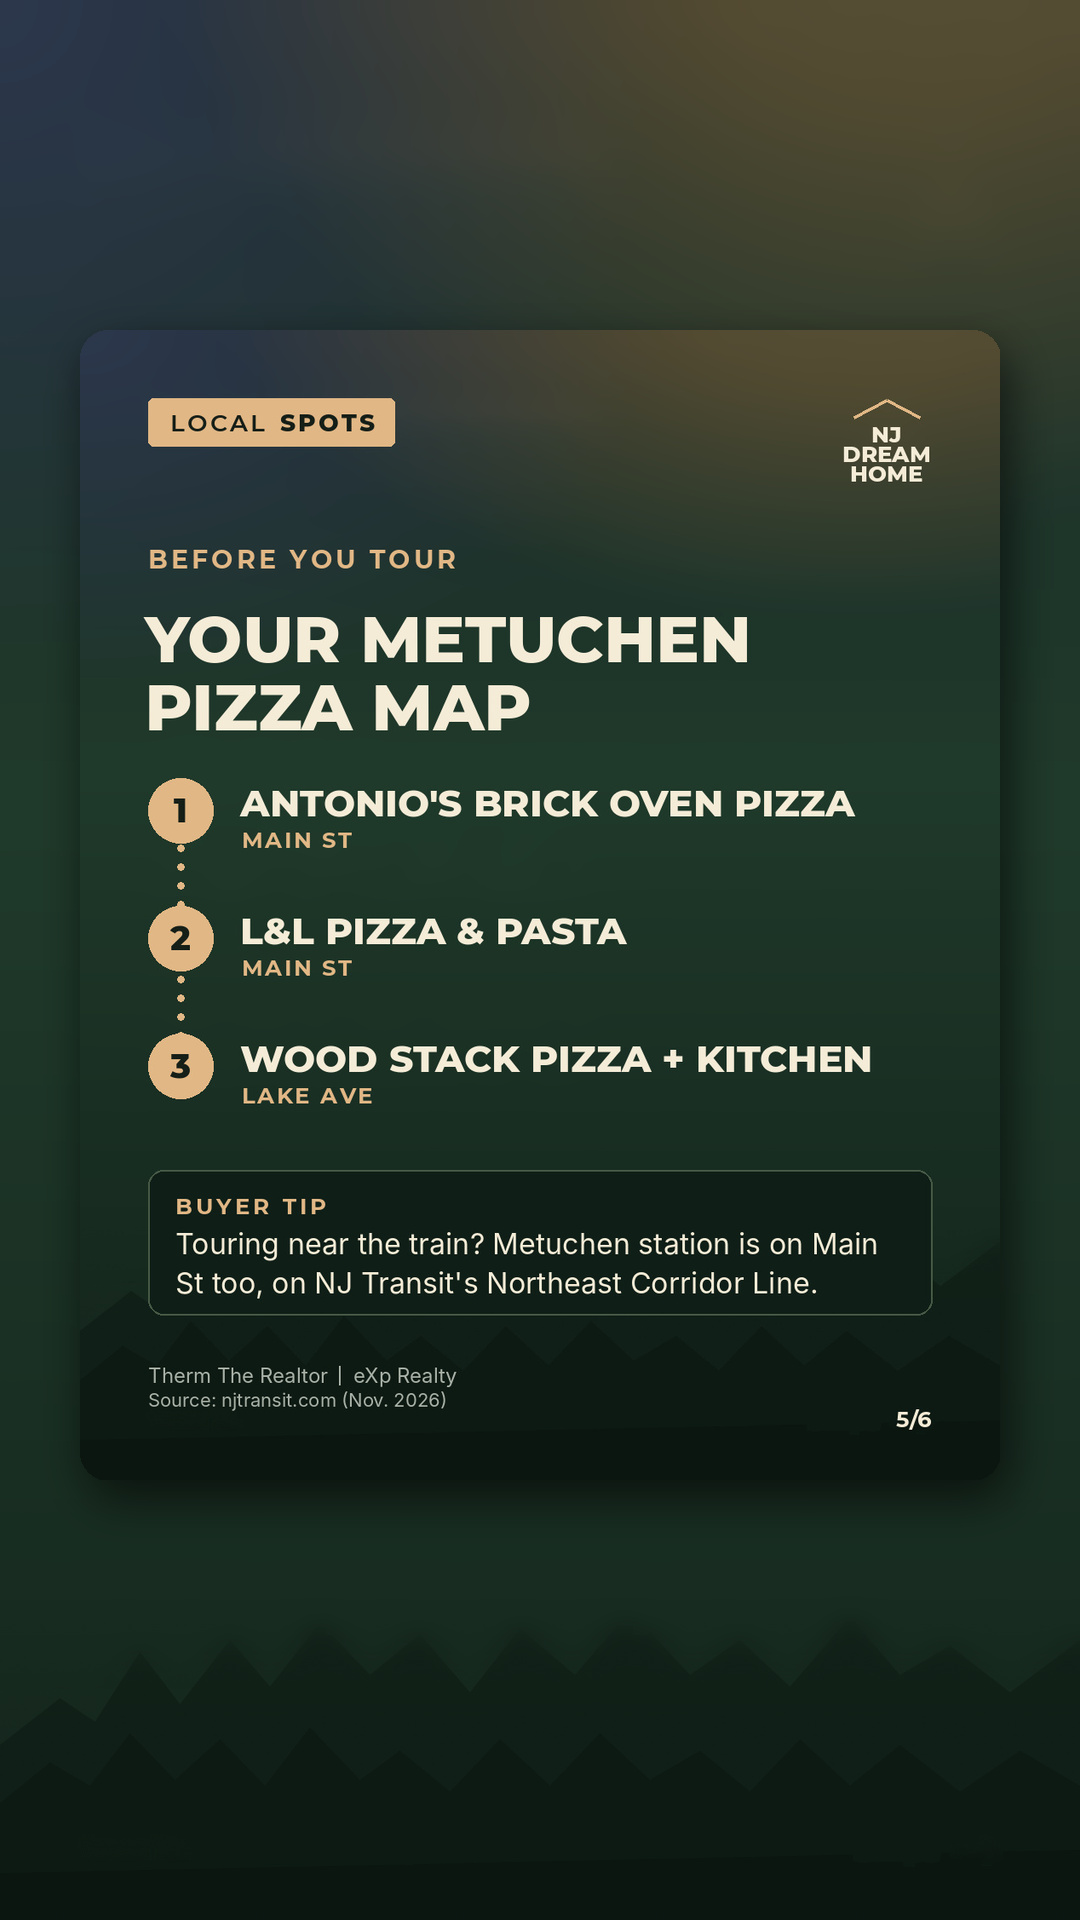 LOCAL SPOTS
NJ
DREAM
HOME
BEFORE YOU TOUR
YOUR METUCHEN
PIZZA MAP
1
ANTONIO'S BRICK OVEN PIZZA
MAIN ST
2
L&L PIZZA & PASTA
MAIN ST
3
WOOD STACK PIZZA + KITCHEN
LAKE AVE
BUYER TIP
Touring near the train? Metuchen station is on Main
St too, on NJ Transit's Northeast Corridor Line.
Therm The Realtor | eXp Realty
Source: njtransit.com (Nov. 2026)
5/6